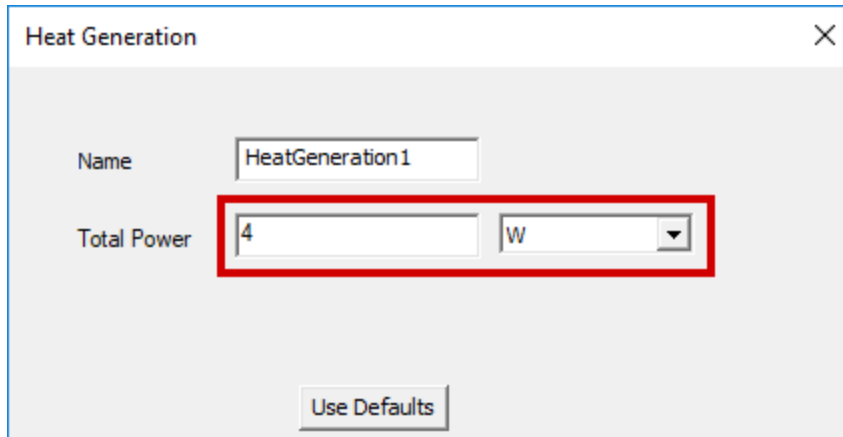 Heat Generation
Name HeatGeneration1
Total Power 4 W
Use Defaults